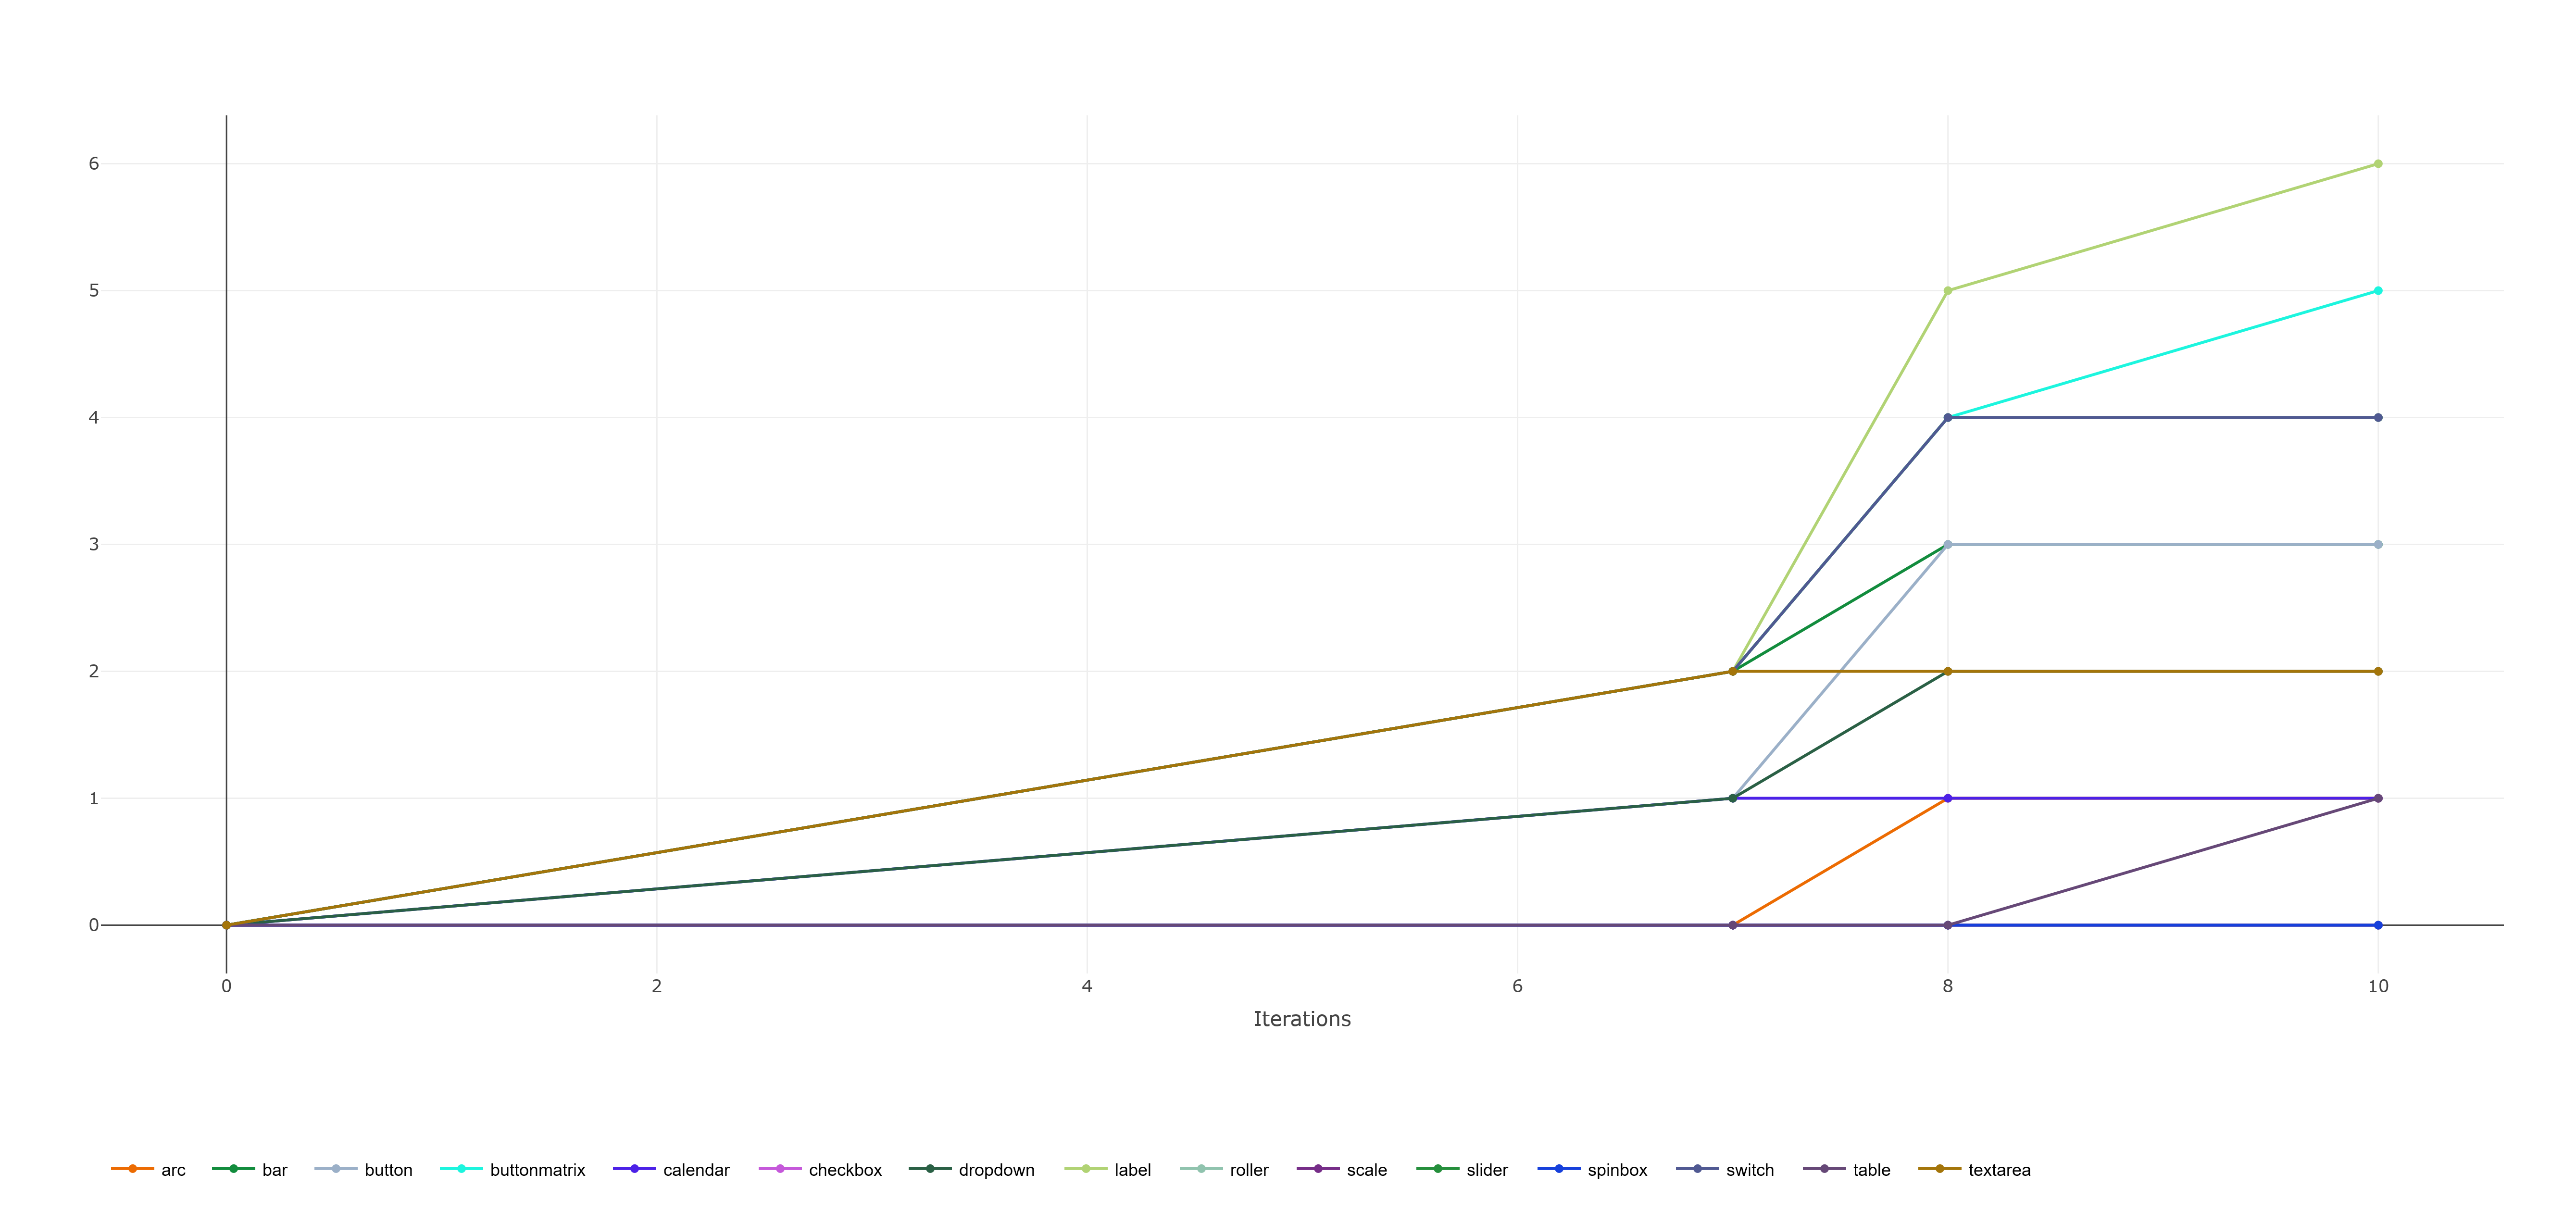 6
5
4
3
2
1
0
0 2 4 6 8 10
Iterations
arc bar button buttonmatrix calendar checkbox dropdown label roller scale slider spinbox switch table textarea